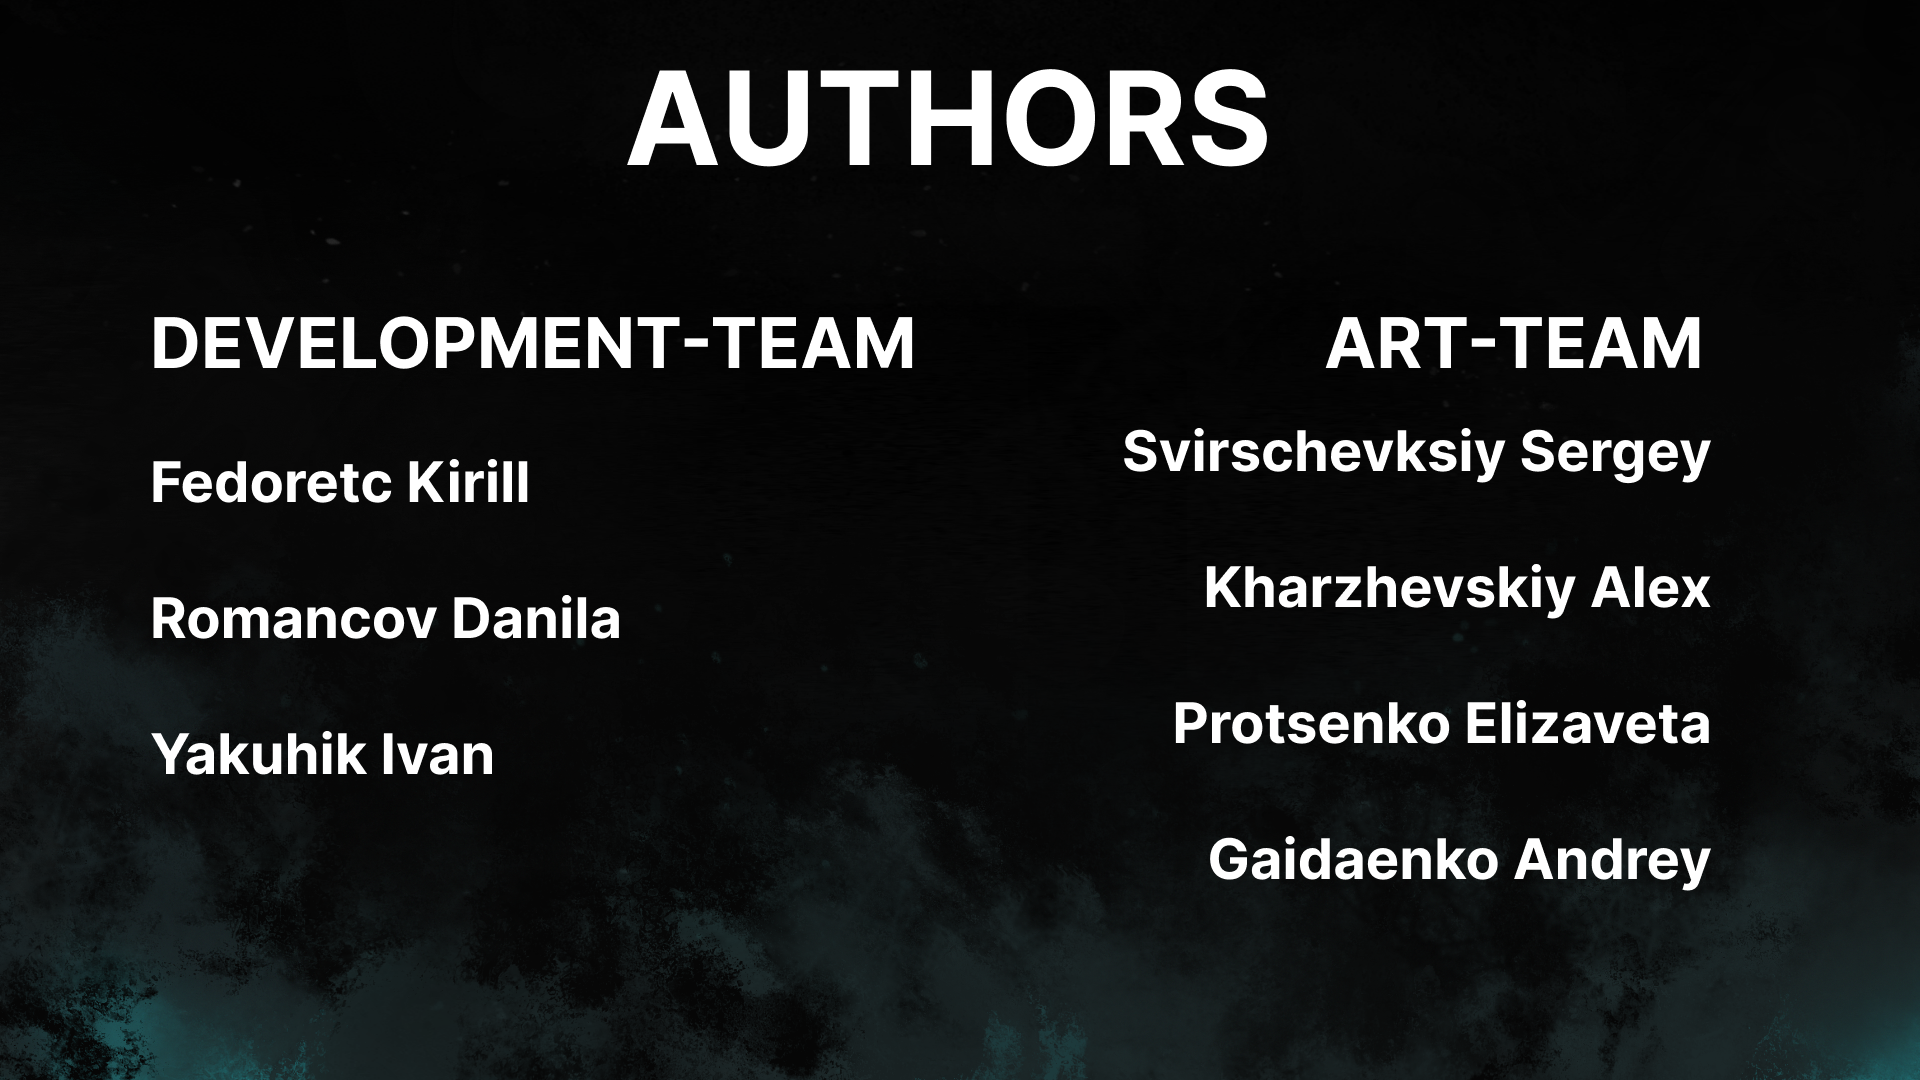 AUTHORS
DEVELOPMENT-TEAM
Fedoretc Kirill
Romancov Danila
Yakuhik Ivan
ART-TEAM
Svirschevksiy Sergey
Kharzhevskiy Alex
Protsenko Elizaveta
Gaidaenko Andrey